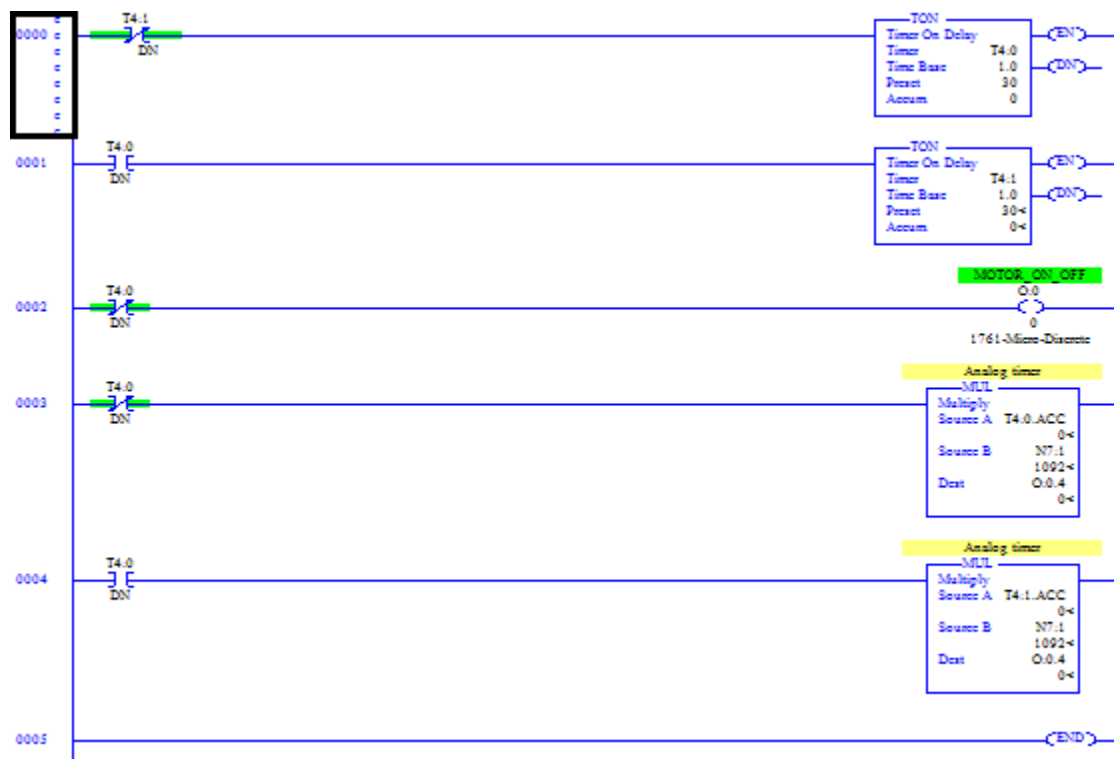 0000
e
e
e
e
e
e
e
e
T4:1
DN
TON
Timer On Delay
Timer T4:0
Time Base 1.0
Preset 30
Accum 0
EN
DN
0001
T4:0
DN
TON
Timer On Delay
Timer T4:1
Time Base 1.0
Preset 30<
Accum 0<
EN
DN
MOTOR_ON_OFF
0002
T4:0
DN
O:0
0
1761-Micro-Discrete
Analog timer
0003
T4:0
DN
MUL
Multiply
Source A T4:0.ACC
0<
Source B N7:1
1092<
Dest O:0.4
0<
Analog timer
0004
T4:0
DN
MUL
Multiply
Source A T4:1.ACC
0<
Source B N7:1
1092<
Dest O:0.4
0<
0005
END